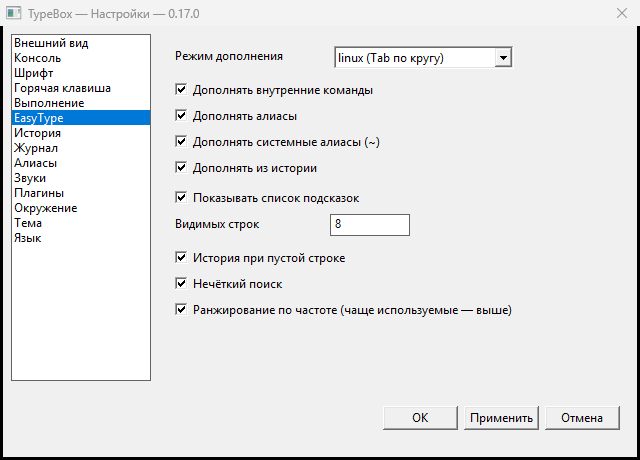 TypeBox — Настройки — 0.17.0
Внешний вид
Консоль
Шрифт
Горячая клавиша
Выполнение
EasyType
История
Журнал
Алиасы
Звуки
Плагины
Окружение
Тема
Язык
Режим дополнения
linux (Tab по кругу)
Дополнять внутренние команды
Дополнять алиасы
Дополнять системные алиасы (~)
Дополнять из истории
Показывать список подсказок
Видимых строк
8
История при пустой строке
Нечёткий поиск
Ранжирование по частоте (чаще используемые — выше)
OK
Применить
Отмена